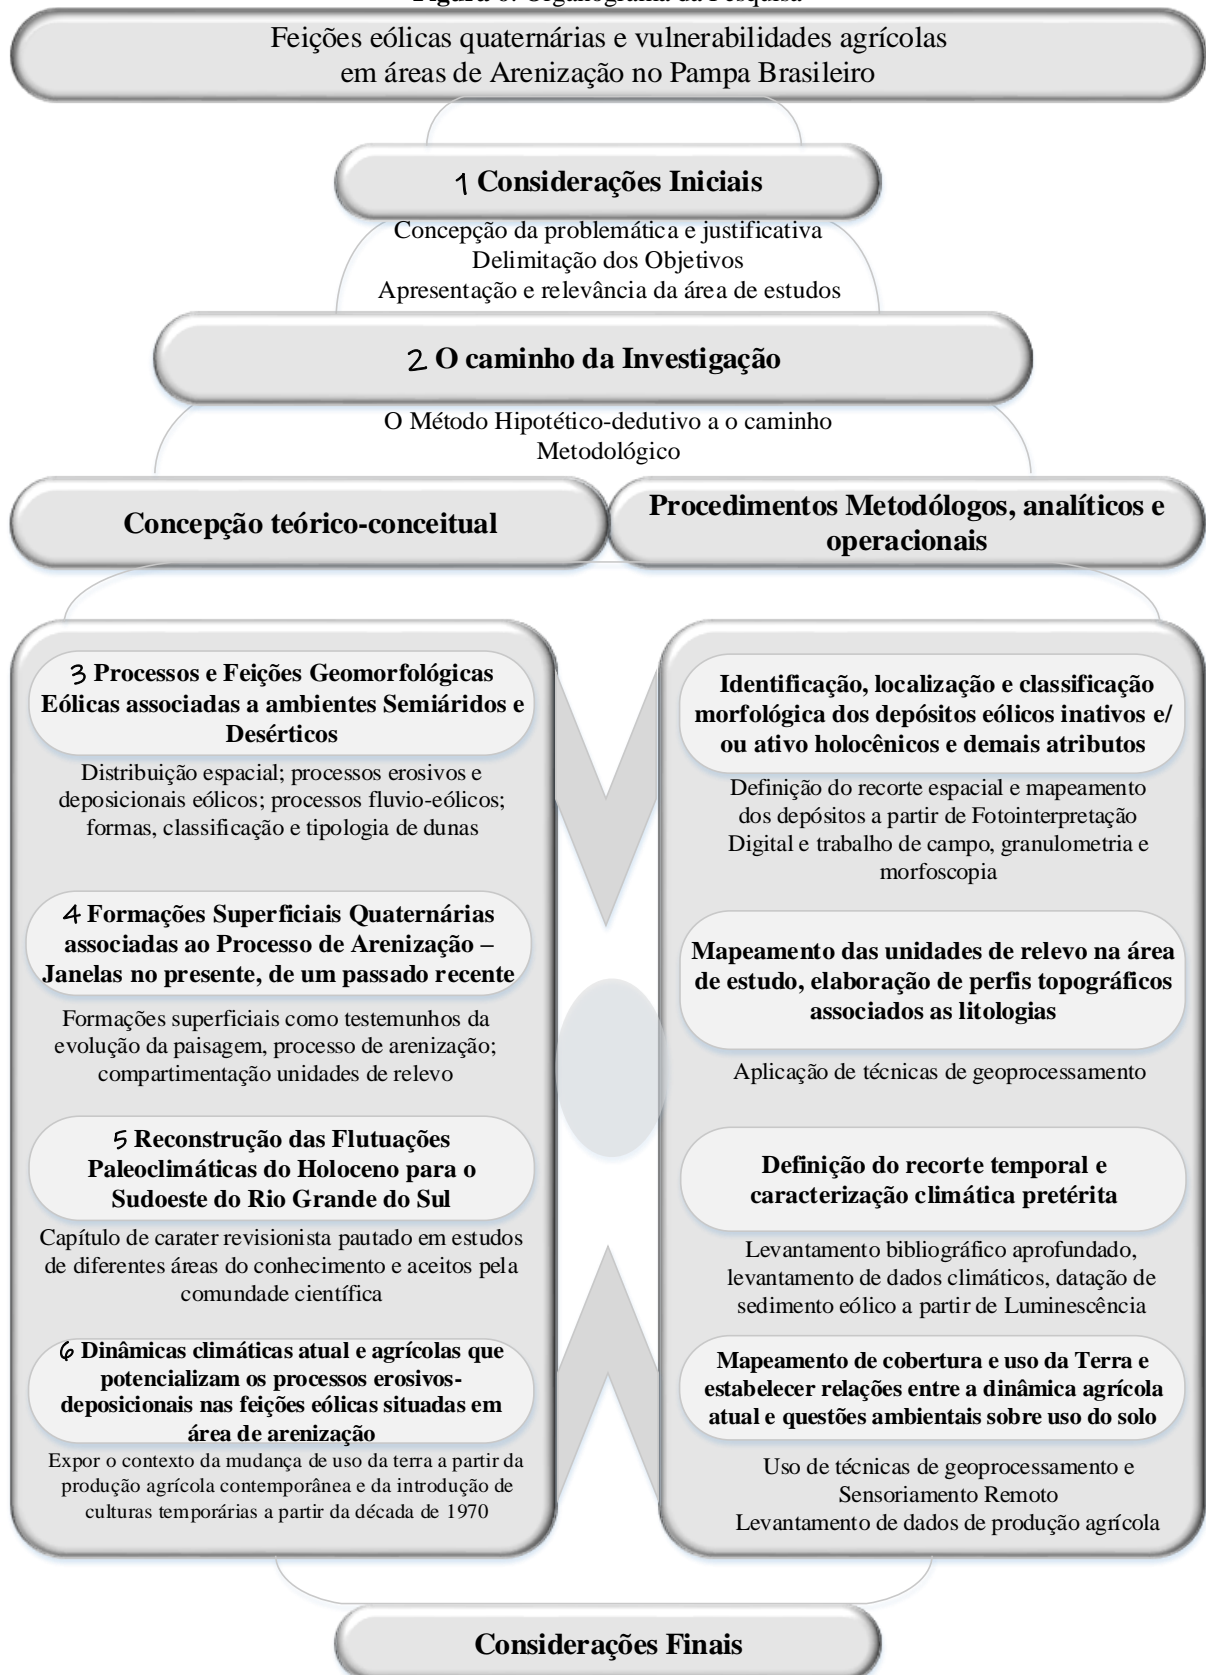 Figura 6: Organograma da Pesquisa
Feições eólicas quaternárias e vulnerabilidades agrícolas
em áreas de Arenização no Pampa Brasileiro
1 Considerações Iniciais
Concepção da problemática e justificativa
Delimitação dos Objetivos
Apresentação e relevância da área de estudos
2 O caminho da Investigação
O Método Hipotético-dedutivo a o caminho
Metodológico
Concepção teórico-conceitual
Procedimentos Metodólogos, analíticos e
operacionais
3 Processos e Feições Geomorfológicas
Eólicas associadas a ambientes Semiáridos e
Desérticos
Distribuição espacial; processos erosivos e
deposicionais eólicos; processos fluvio-eólicos;
formas, classificação e tipologia de dunas
4 Formações Superficiais Quaternárias
associadas ao Processo de Arenização –
Janelas no presente, de um passado recente
Formações superficiais como testemunhos da
evolução da paisagem, processo de arenização;
compartimentação unidades de relevo
5 Reconstrução das Flutuações
Paleoclimáticas do Holoceno para o
Sudoeste do Rio Grande do Sul
Capítulo de carater revisionista pautado em estudos
de diferentes áreas do conhecimento e aceitos pela
comundade científica
6 Dinâmicas climáticas atual e agrícolas que
potencializam os processos erosivos-
deposicionais nas feições eólicas situadas em
área de arenização
Expor o contexto da mudança de uso da terra a partir da
produção agrícola contemporânea e da introdução de
culturas temporárias a partir da década de 1970
Identificação, localização e classificação
morfológica dos depósitos eólicos inativos e/
ou ativo holocênicos e demais atributos
Definição do recorte espacial e mapeamento
dos depósitos a partir de Fotointerpretação
Digital e trabalho de campo, granulometria e
morfoscopia
Mapeamento das unidades de relevo na área
de estudo, elaboração de perfis topográficos
associados as litologias
Aplicação de técnicas de geoprocessamento
Definição do recorte temporal e
caracterização climática pretérita
Levantamento bibliográfico aprofundado,
levantamento de dados climáticos, datação de
sedimento eólico a partir de Luminescência
Mapeamento de cobertura e uso da Terra e
estabelecer relações entre a dinâmica agrícola
atual e questões ambientais sobre uso do solo
Uso de técnicas de geoprocessamento e
Sensoriamento Remoto
Levantamento de dados de produção agrícola
Considerações Finais